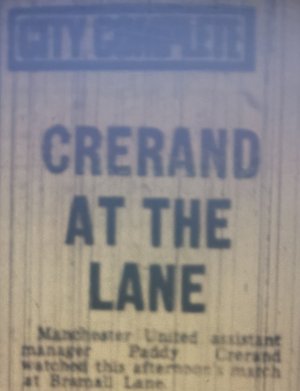 CITY COMPLETE
CRERAND
AT THE
LANE
Manchester United assistant
manager Paddy Crerand
watched this afternoon's match
at Bramall Lane